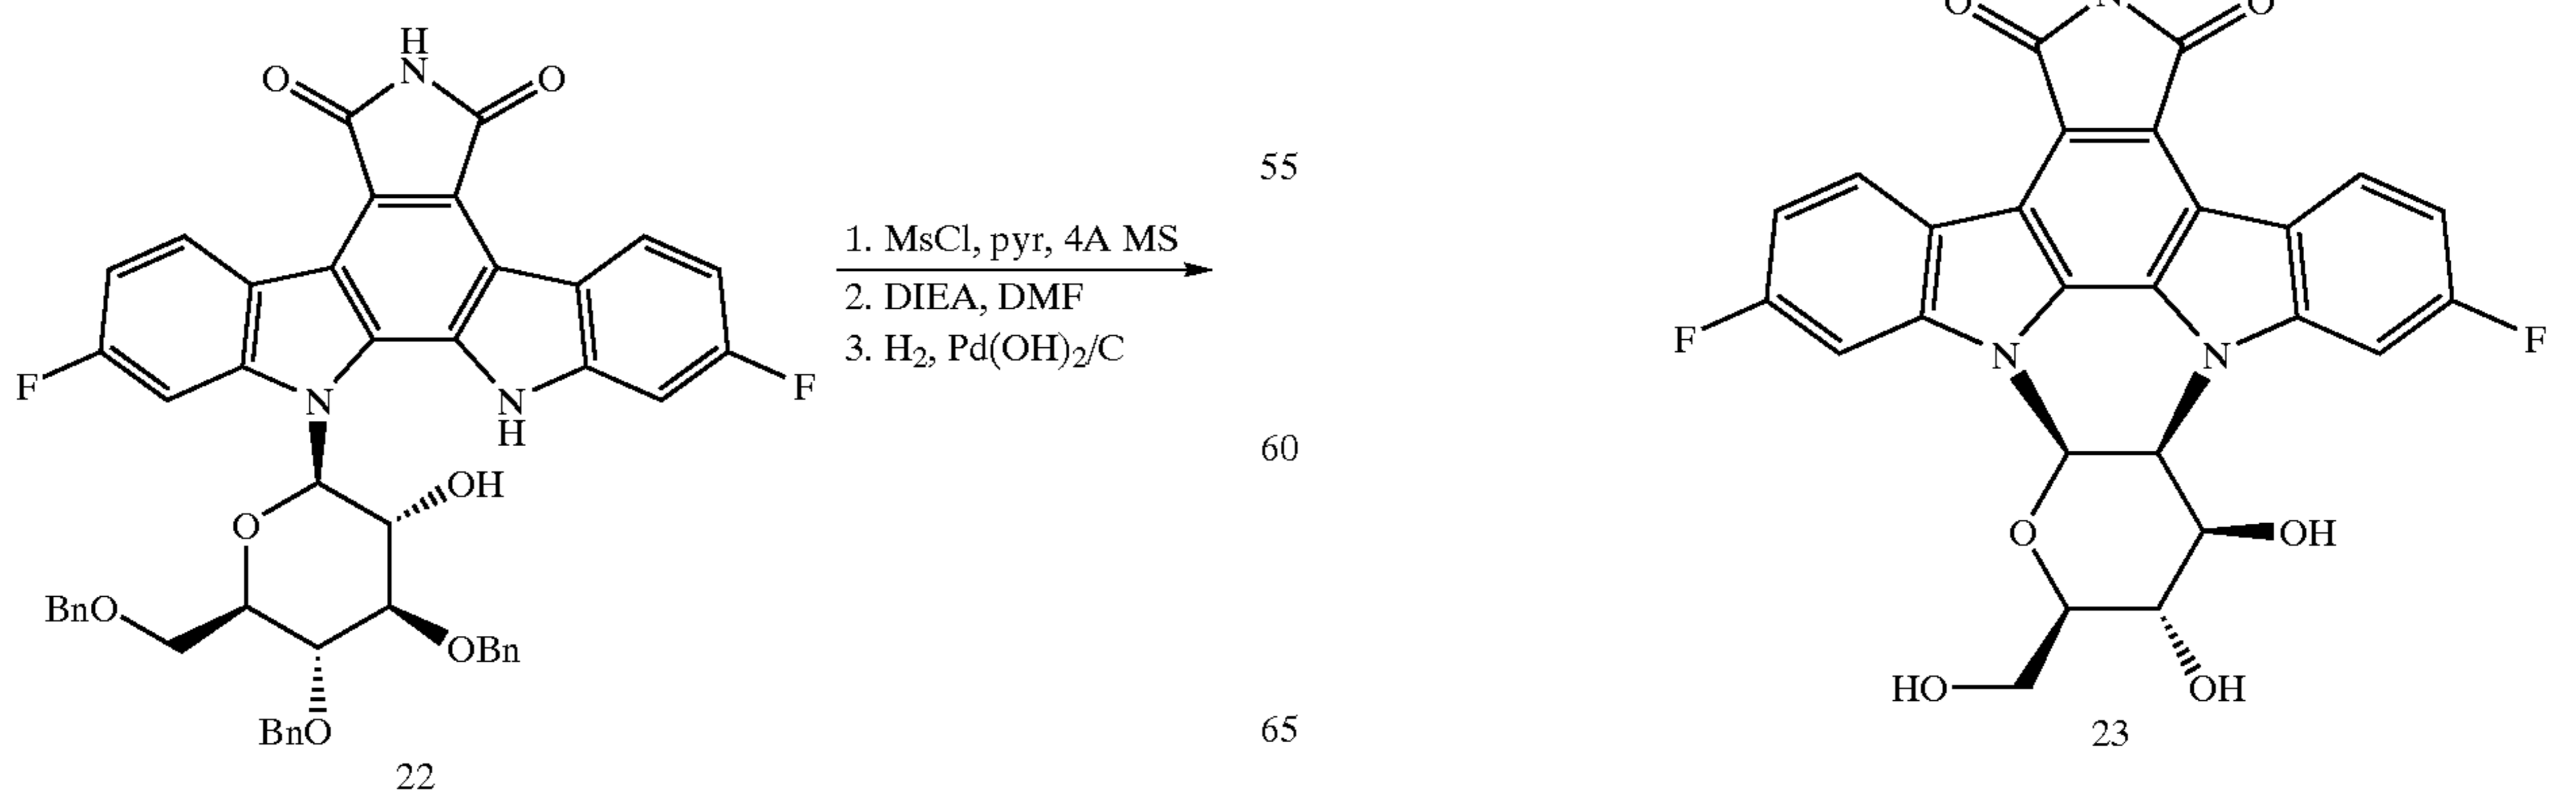 H
N
O
O
F
N
N
H
F
OH
O
BnO
OBn
BnO
22
1. MsCl, pyr, 4A MS
2. DIEA, DMF
3. H₂, Pd(OH)₂/C
55
60
65
O
N
O
F
N
N
F
O
OH
HO
OH
23